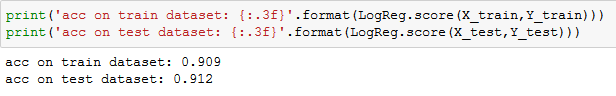 print('acc on train dataset: {:.3f}'.format(LogReg.score(X_train,Y_train)))
print('acc on test dataset: {:.3f}'.format(LogReg.score(X_test,Y_test)))
acc on train dataset: 0.909
acc on test dataset: 0.912